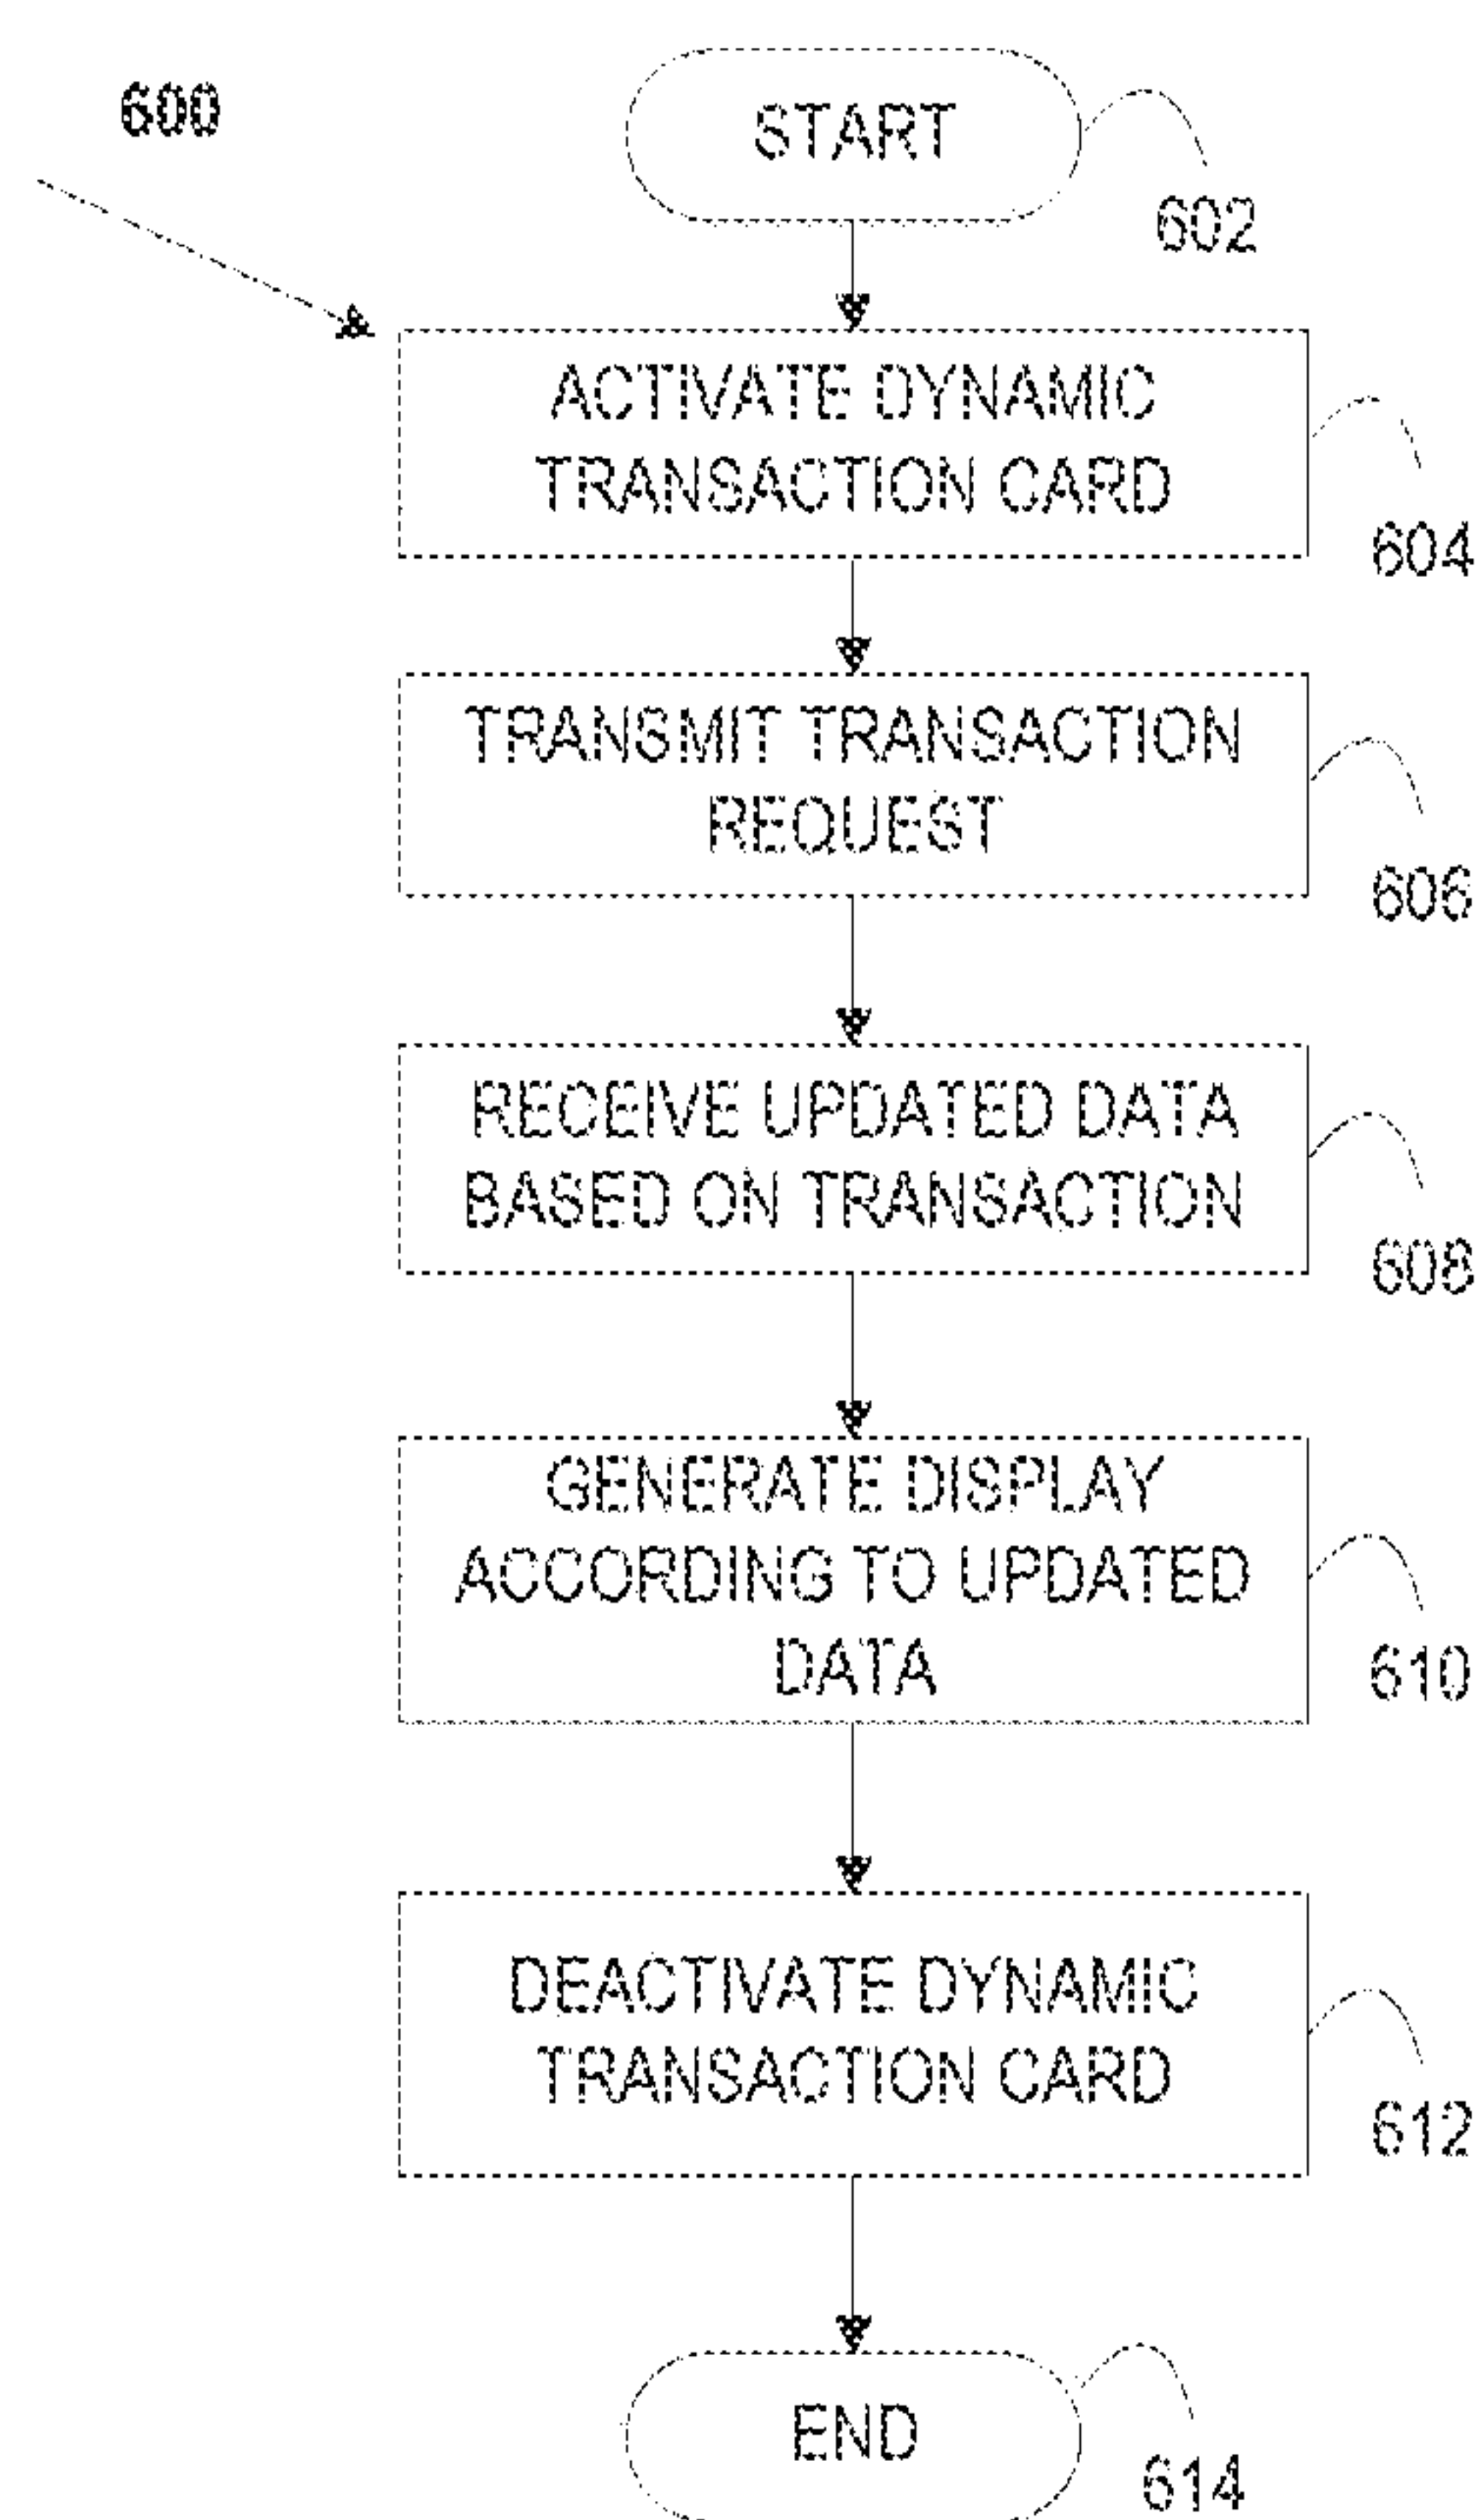 600
START
602
ACTIVATE DYNAMIC
TRANSACTION CARD
604
TRANSMIT TRANSACTION
REQUEST
606
RECEIVE UPDATED DATA
BASED ON TRANSACTION
608
GENERATE DISPLAY
ACCORDING TO UPDATED
DATA
610
DEACTIVATE DYNAMIC
TRANSACTION CARD
612
END
614